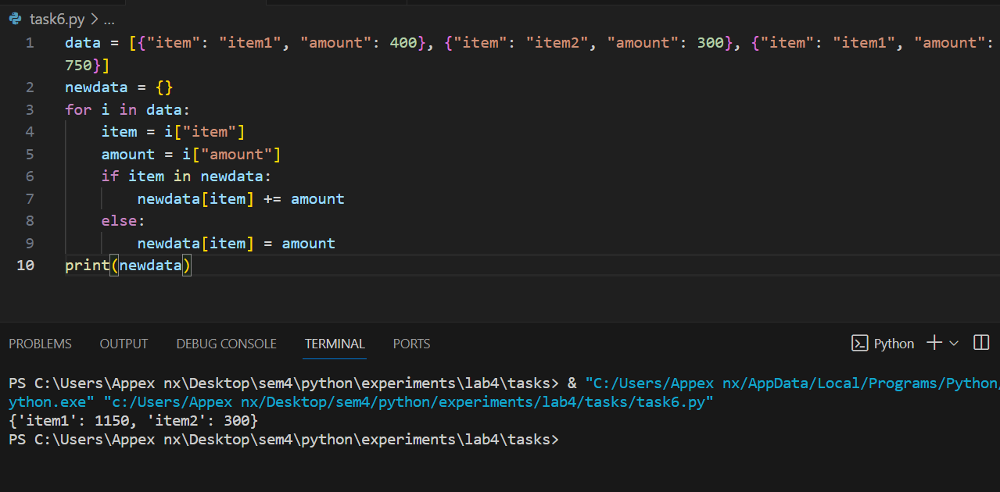 task6.py > ...
1 data = [{"item": "item1", "amount": 400}, {"item": "item2", "amount": 300}, {"item": "item1", "amount":
750}]
2 newdata = {}
3 for i in data:
4     item = i["item"]
5     amount = i["amount"]
6     if item in newdata:
7         newdata[item] += amount
8     else:
9         newdata[item] = amount
10 print(newdata)
PROBLEMS OUTPUT DEBUG CONSOLE TERMINAL PORTS Python
PS C:\Users\Appex nx\Desktop\sem4\python\experiments\lab4\tasks> & "C:/Users/Appex nx/AppData/Local/Programs/Python/
ython.exe" "c:/Users/Appex nx/Desktop/sem4/python/experiments/lab4/tasks/task6.py"
{'item1': 1150, 'item2': 300}
PS C:\Users\Appex nx\Desktop\sem4\python\experiments\lab4\tasks>